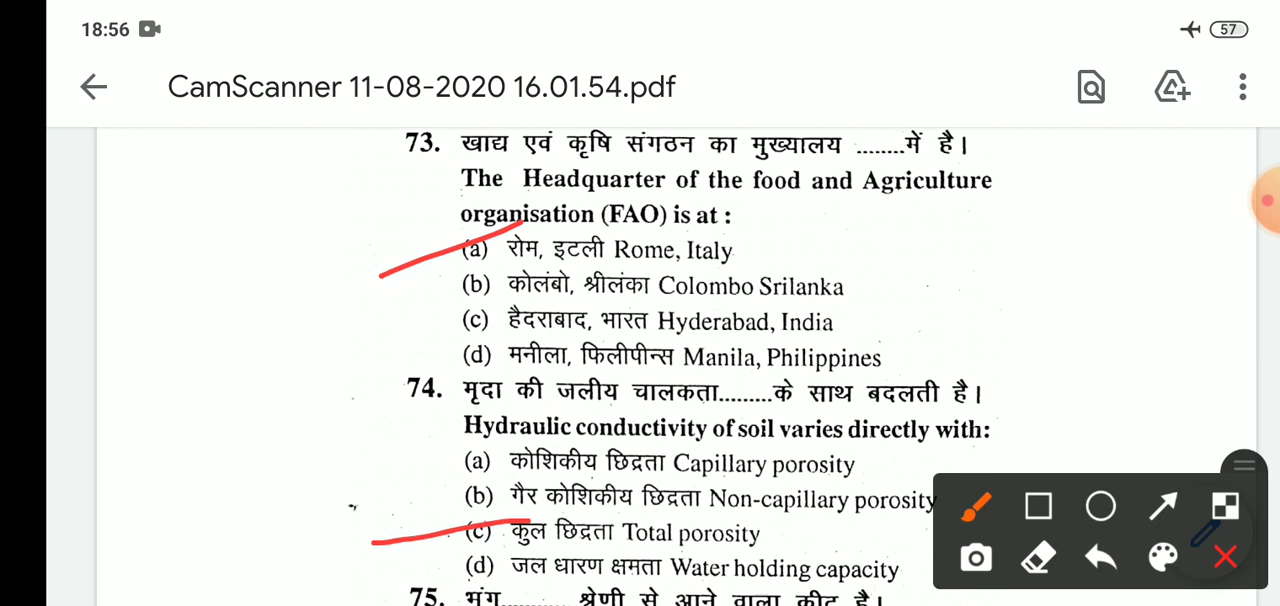 18:56
57
CamScanner 11-08-2020 16.01.54.pdf
73. खाद्य एवं कृषि संगठन का मुख्यालय ........में है।
The Headquarter of the food and Agriculture
organisation (FAO) is at :
(a) रोम, इटली Rome, Italy
(b) कोलंबो, श्रीलंका Colombo Srilanka
(c) हैदराबाद, भारत Hyderabad, India
(d) मनीला, फिलीपीन्स Manila, Philippines
74. मृदा की जलीय चालकता.........के साथ बदलती है।
Hydraulic conductivity of soil varies directly with:
(a) कोशिकीय छिद्रता Capillary porosity
(b) गैर कोशिकीय छिद्रता Non-capillary porosity
(c) कुल छिद्रता Total porosity
(d) जल धारण क्षमता Water holding capacity
75. मूंग.......... श्रेणी से आने वाला कीट है।